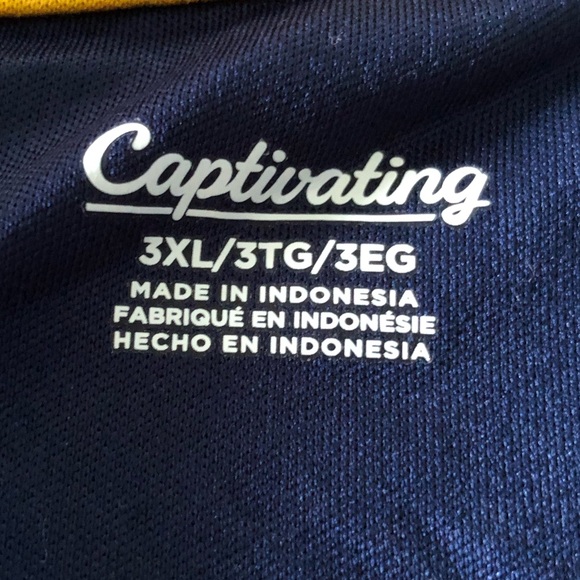 Captivating
3XL/3TG/3EG
MADE IN INDONESIA
FABRIQUÉ EN INDONÉSIE
HECHO EN INDONESIA